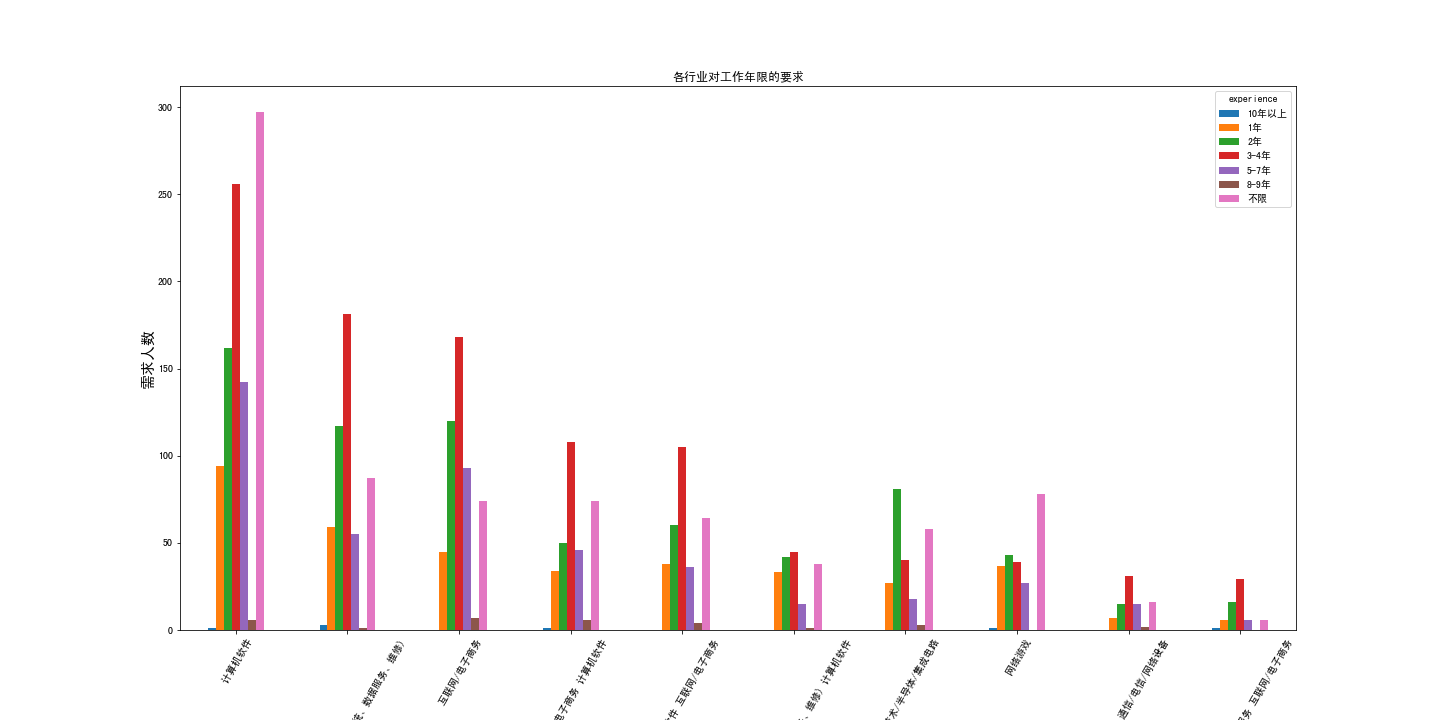 各行业对工作年限的要求
experience
10年以上
1年
2年
3-4年
5-7年
8-9年
不限
需求人数
300
250
200
150
100
50
0
计算机软件
统、数据服务、维修)
互联网/电子商务
电子商务 计算机软件
件 互联网/电子商务
、维修) 计算机软件
术/半导体/集成电路
网络游戏
通信/电信/网络设备
务 互联网/电子商务